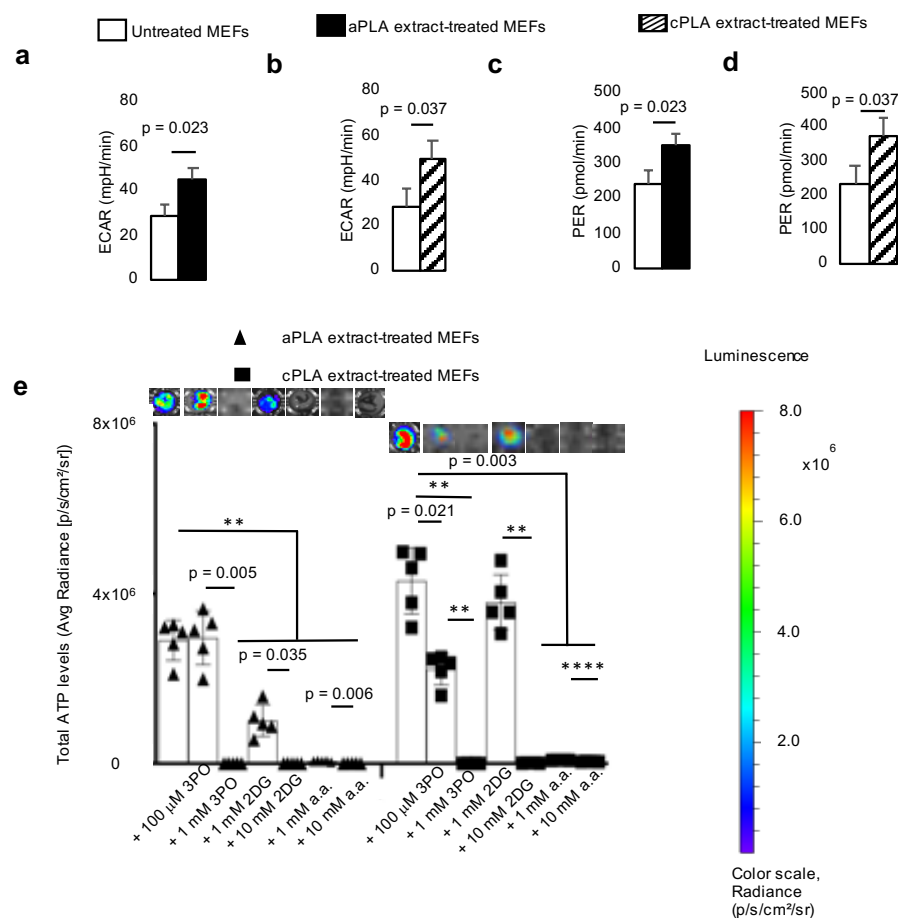 Untreated MEFs
aPLA extract-treated MEFs
cPLA extract-treated MEFs
a
b
c
d
80
60
40
20
0
ECAR (mpH/min)
p = 0.023
80
60
40
20
0
ECAR (mpH/min)
p = 0.037
500
400
300
200
100
0
PER (pmol/min)
p = 0.023
500
400
300
200
100
0
PER (pmol/min)
p = 0.037
aPLA extract-treated MEFs
cPLA extract-treated MEFs
Luminescence
e
8x10⁶
4x10⁶
0
Total ATP levels (Avg Radiance [p/s/cm²/sr])
**
p = 0.005
p = 0.035
p = 0.006
p = 0.003
**
p = 0.021
**
**
****
+ 100 µM 3PO
+ 1 mM 3PO
+ 1 mM 2DG
+ 10 mM 2DG
+ 1 mM a.a.
+ 10 mM a.a.
+ 100 µM 3PO
+ 1 mM 3PO
+ 1 mM 2DG
+ 10 mM 2DG
+ 1 mM a.a.
+ 10 mM a.a.
8.0
x10⁶
6.0
4.0
2.0
Color scale,
Radiance
(p/s/cm²/sr)